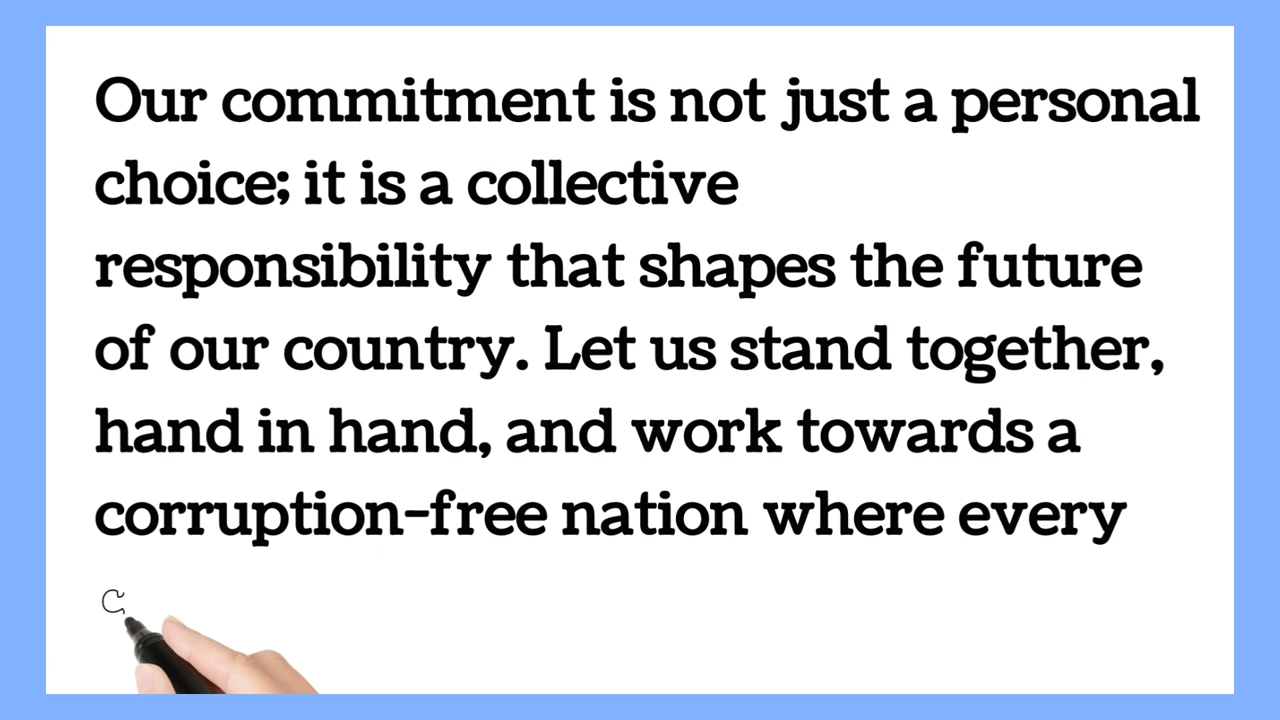 Our commitment is not just a personal
choice; it is a collective
responsibility that shapes the future
of our country. Let us stand together,
hand in hand, and work towards a
corruption-free nation where every
c